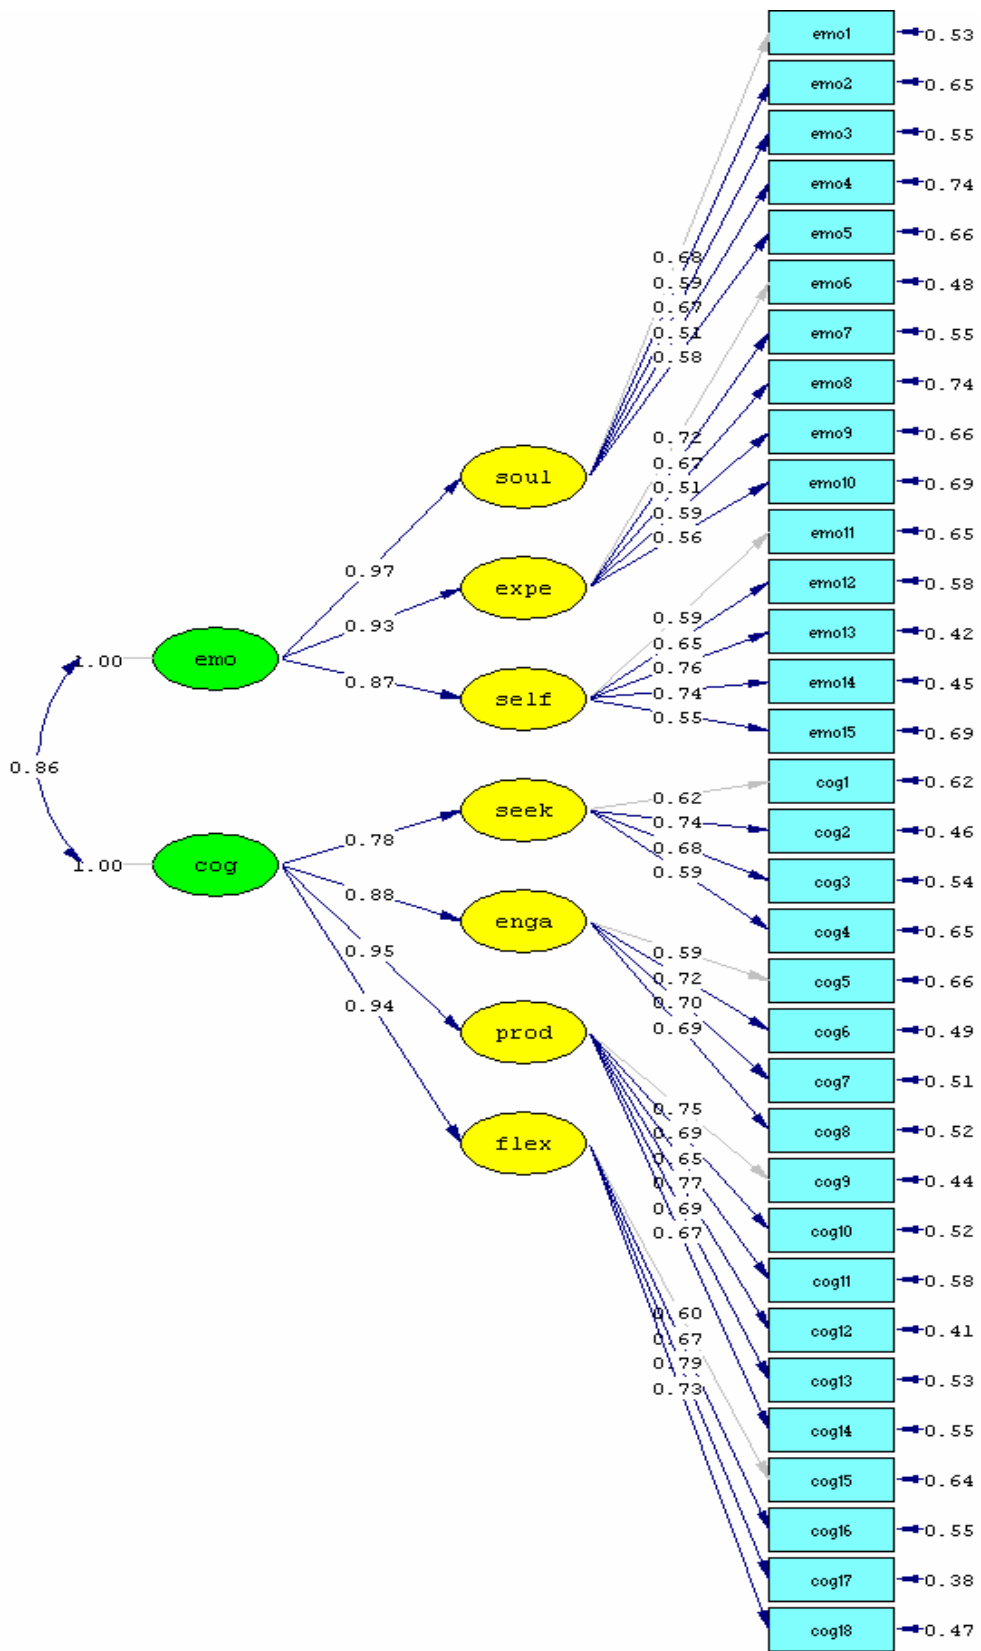 emo1 0.53
emo2 0.65
emo3 0.55
emo4 0.74
emo5 0.66
0.68
emo6 0.48
0.59
0.67
emo7 0.55
0.51
0.58
emo8 0.74
emo9 0.66
0.72
0.67
soul
emo10 0.69
0.51
0.59
emo11 0.65
0.56
0.97
emo12 0.58
expe
0.59
0.93
emo13 0.42
0.65
emo
1.00
0.76
0.87
emo14 0.45
0.74
self
0.55
emo15 0.69
0.86
cog1 0.62
0.62
seek
0.74
cog2 0.46
0.78
0.68
cog
1.00
0.59
cog3 0.54
0.88
enga
cog4 0.65
0.95
0.59
0.72
cog5 0.66
0.94
0.70
0.69
prod
cog6 0.49
cog7 0.51
0.75
cog8 0.52
0.69
flex
0.65
cog9 0.44
0.77
0.69
cog10 0.52
0.67
cog11 0.58
0.60
cog12 0.41
0.67
0.79
cog13 0.53
0.73
cog14 0.55
cog15 0.64
cog16 0.55
cog17 0.38
cog18 0.47